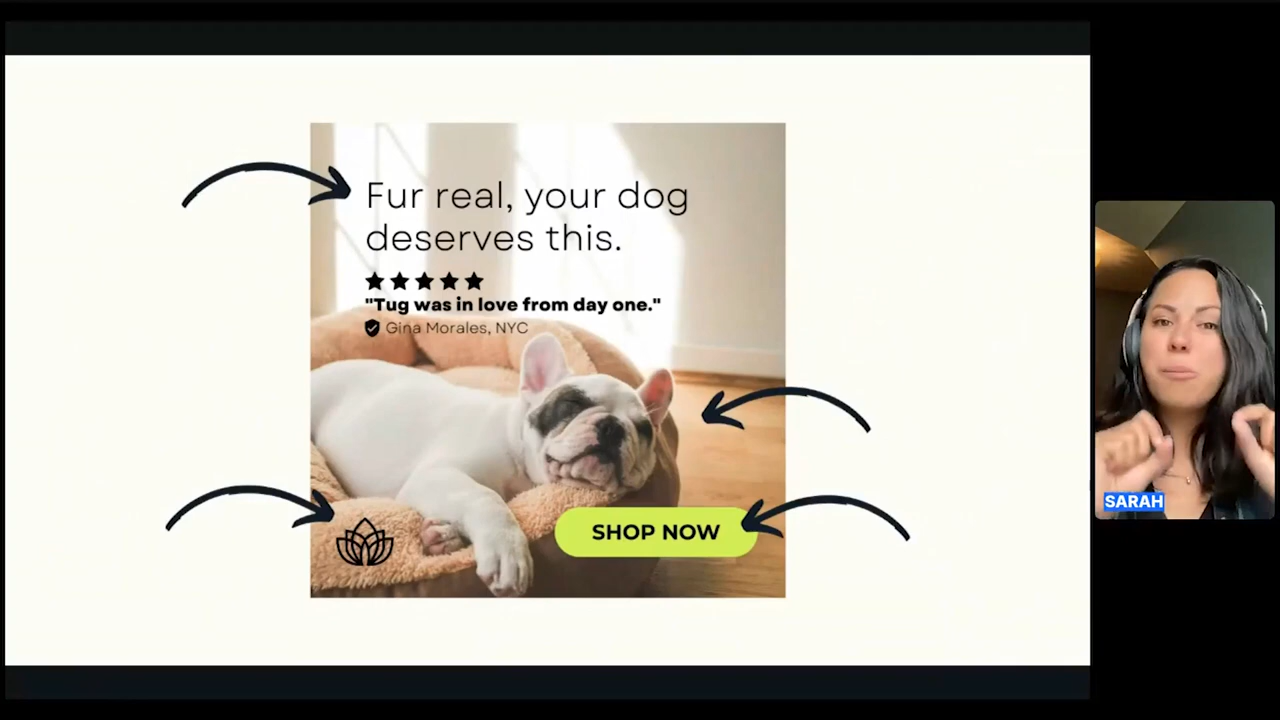 Fur real, your dog
deserves this.
★★★★★
"Tug was in love from day one."
Gina Morales, NYC
SHOP NOW
SARAH